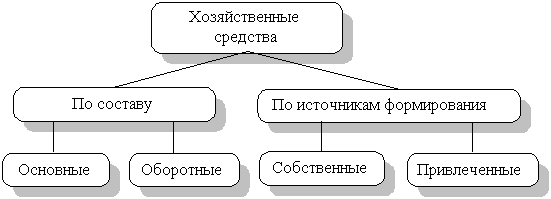 Хозяйственные
средства
По составу
По источникам формирования
Основные
Оборотные
Собственные
Привлеченные